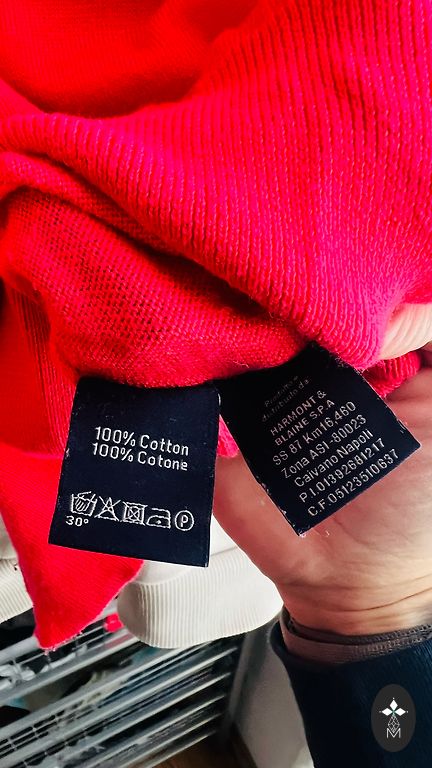 100% Cotton
100% Cotone
30°
P
Prodotto e
distribuito da:
HARMONT &
BLAINE S.P.A
SS 87 Km16,460
Zona ASI-80023
Caivano Napoli
P.I.01392681217
C.F.05123510637
M